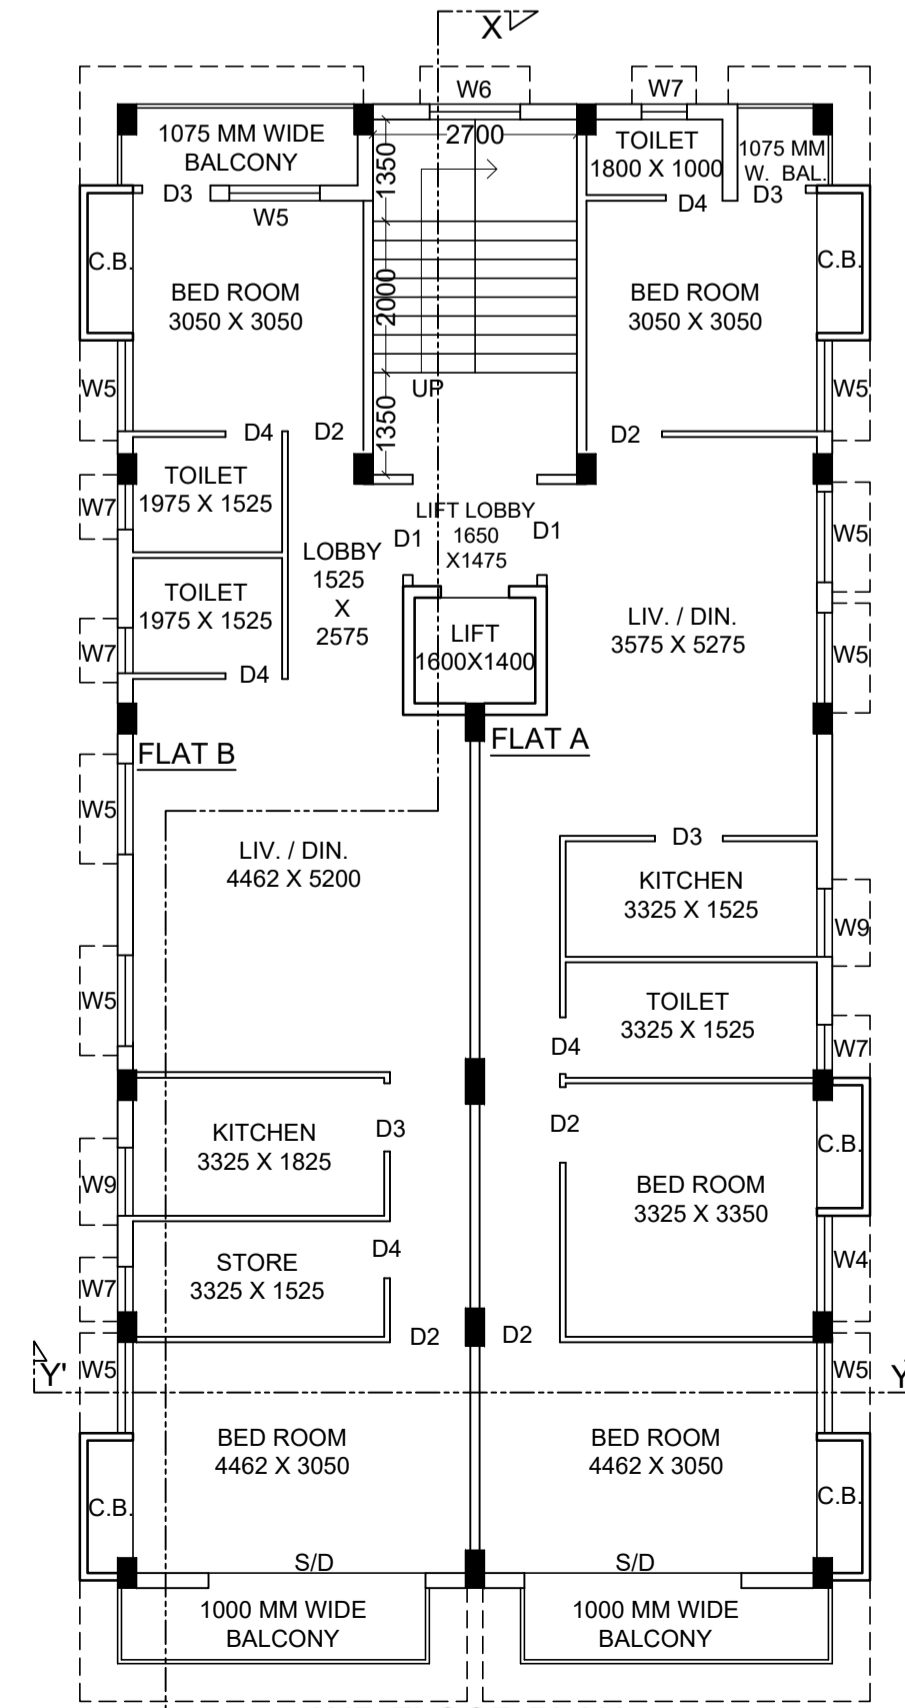 X
W6
W7
1075 MM WIDE
BALCONY
2700
1350
TOILET
1800 X 1000
1075 MM
W. BAL.
D3
W5
D4
D3
C.B.
BED ROOM
3050 X 3050
2000
BED ROOM
3050 X 3050
C.B.
W5
UP
W5
1350
D4
D2
D2
TOILET
1975 X 1525
W7
LIFT LOBBY
1650
X1475
D1
D1
W5
LOBBY
1525
X
2575
TOILET
1975 X 1525
W7
LIFT
1600X1400
LIV. / DIN.
3575 X 5275
W5
D4
FLAT B
FLAT A
W5
LIV. / DIN.
4462 X 5200
D3
KITCHEN
3325 X 1525
W9
W5
TOILET
3325 X 1525
D4
W7
KITCHEN
3325 X 1825
D3
D2
C.B.
W9
BED ROOM
3325 X 3350
STORE
3325 X 1525
D4
W7
W4
D2
D2
Y'
W5
W5
Y
BED ROOM
4462 X 3050
BED ROOM
4462 X 3050
C.B.
C.B.
S/D
S/D
1000 MM WIDE
BALCONY
1000 MM WIDE
BALCONY